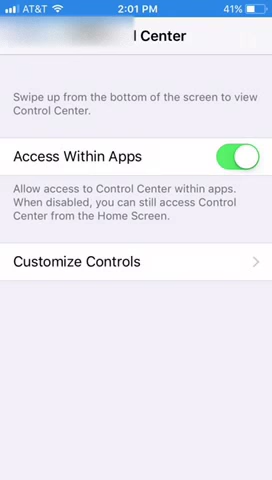 AT&T 2:01 PM 41%
Center
Swipe up from the bottom of the screen to view
Control Center.
Access Within Apps
Allow access to Control Center within apps.
When disabled, you can still access Control
Center from the Home Screen.
Customize Controls